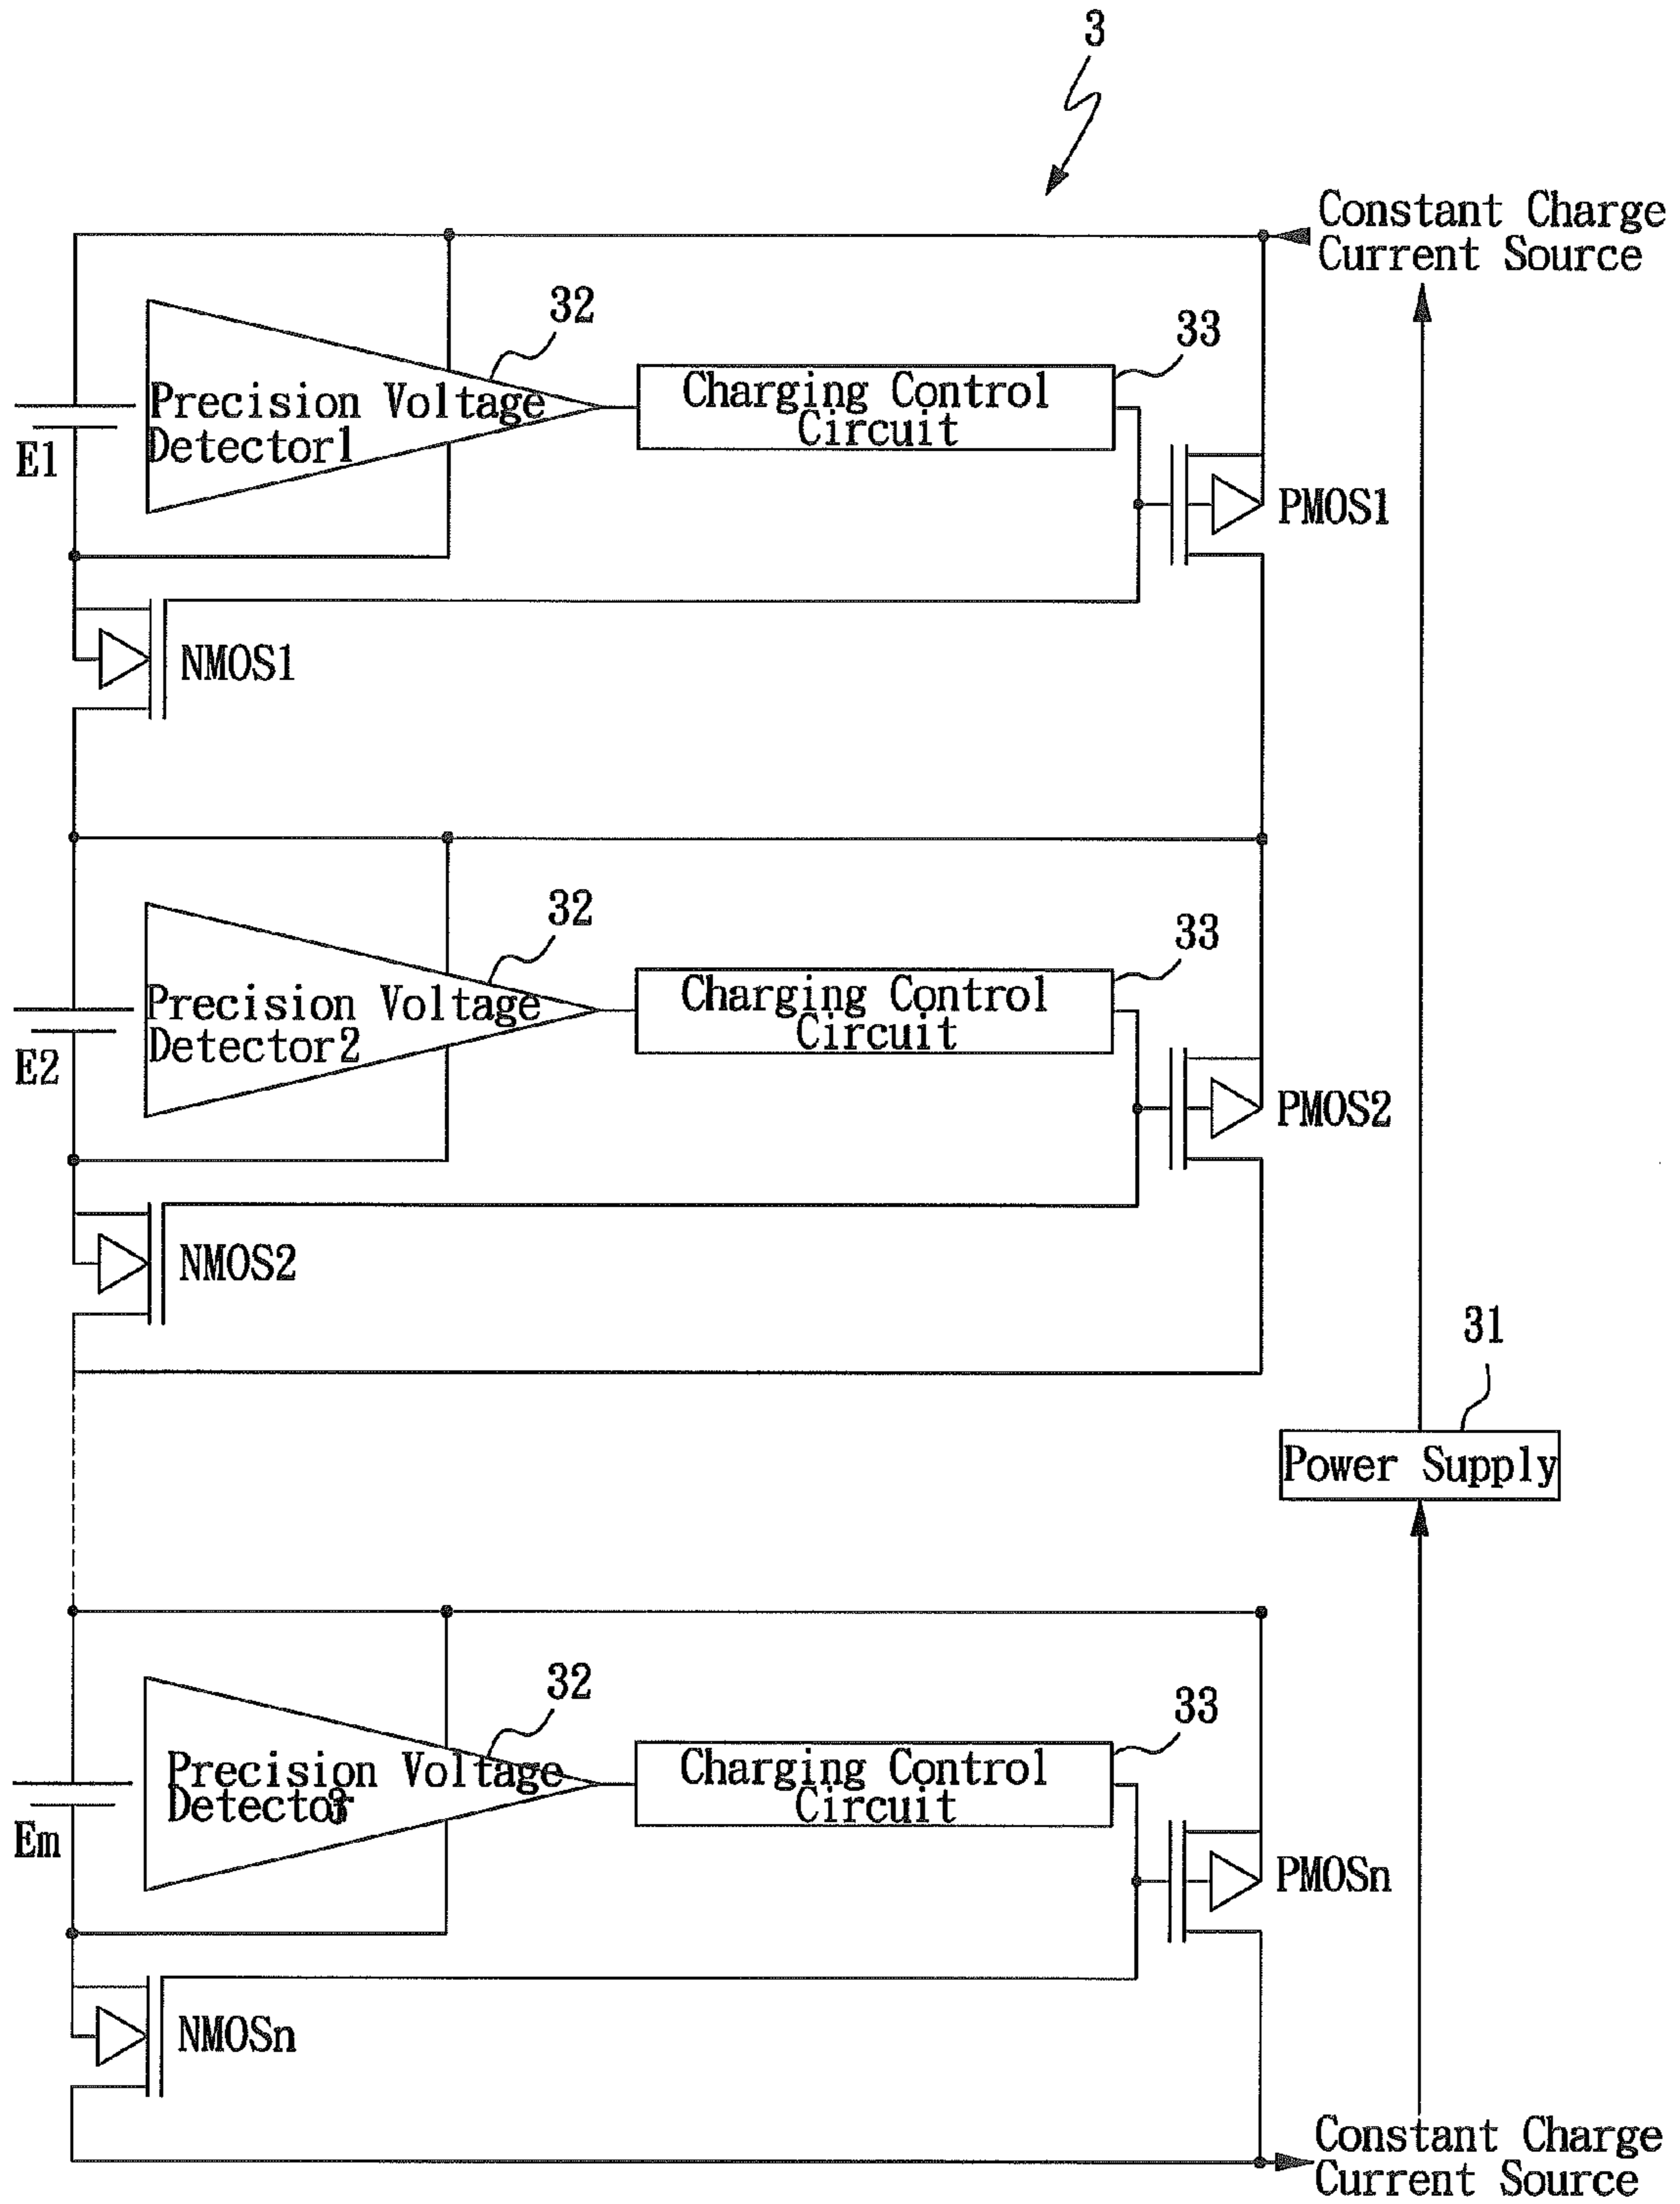 3
Constant Charge
Current Source
32
33
Precision Voltage
Detector1
Charging Control
Circuit
E1
PMOS1
NMOS1
32
33
Precision Voltage
Detector2
Charging Control
Circuit
E2
PMOS2
NMOS2
31
Power Supply
32
33
Precision Voltage
Detector3
Charging Control
Circuit
Em
PMOSn
NMOSn
Constant Charge
Current Source